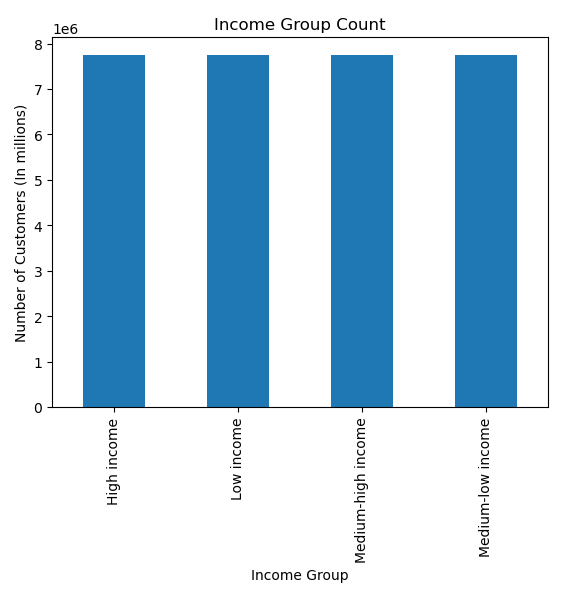 Income Group Count
1e6
8
7
6
5
4
3
2
1
0
Number of Customers (In millions)
High income
Low income
Medium-high income
Medium-low income
Income Group